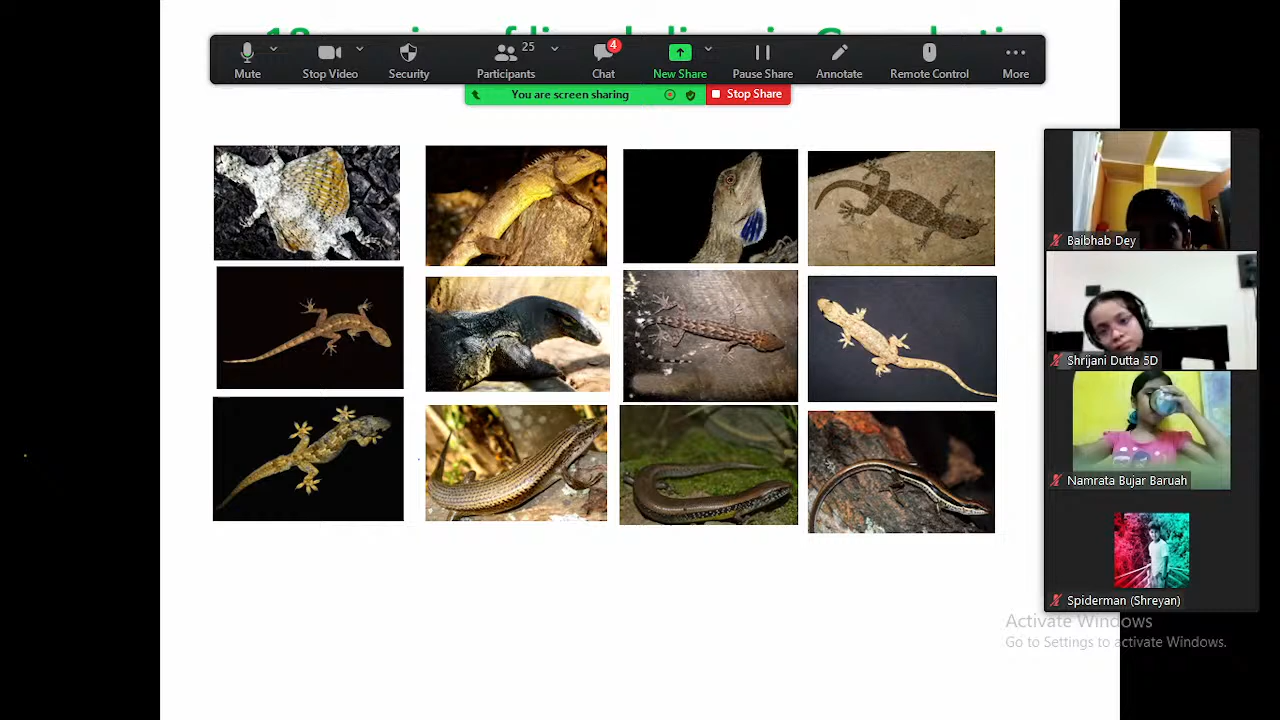 25
4
Mute
Stop Video
Security
Participants
Chat
New Share
Pause Share
Annotate
Remote Control
More
You are screen sharing
Stop Share
Baibhab Dey
Shrijani Dutta 5D
Namrata Bujar Baruah
Spiderman (Shreyan)
Activate Windows
Go to Settings to activate Windows.